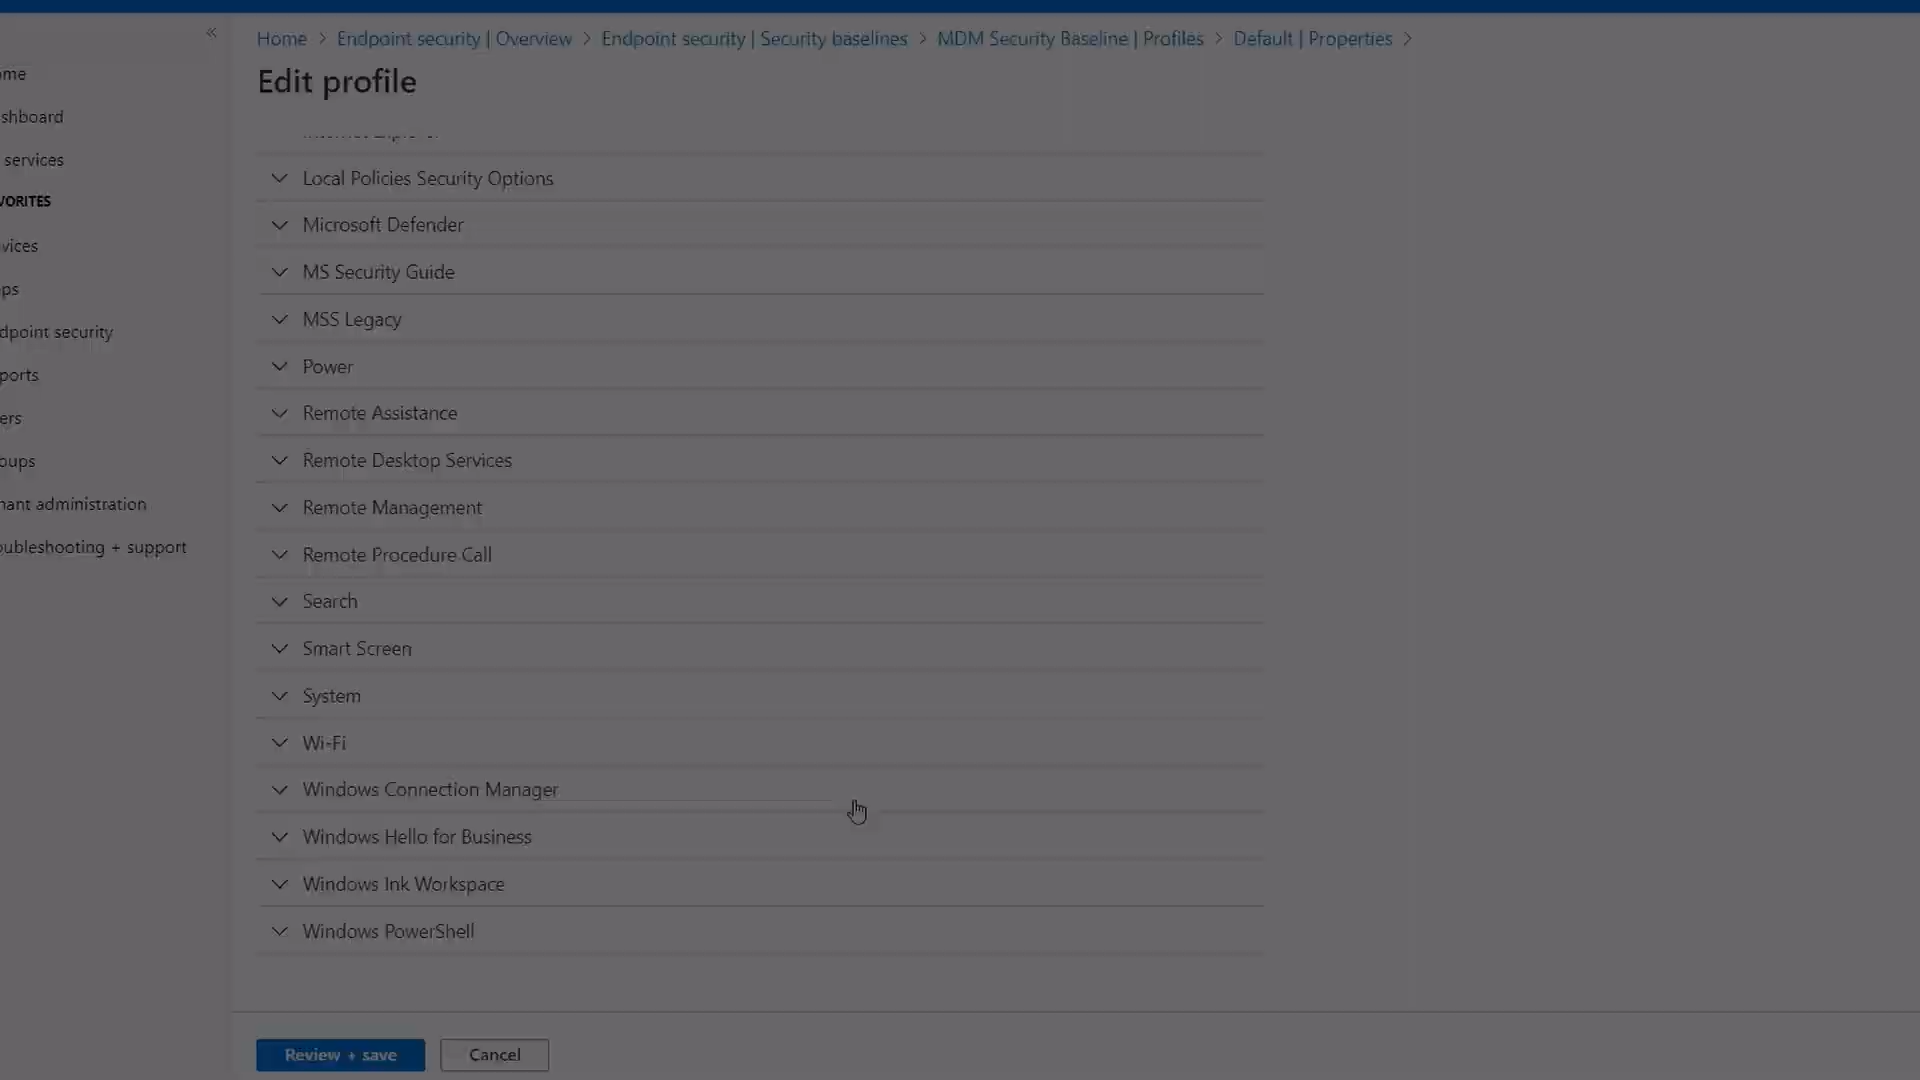 Home > Endpoint security | Overview > Endpoint security | Security baselines > MDM Security Baseline | Profiles > Default | Properties >
Edit profile
ome
shboard
services
VORITES
vices
ps
dpoint security
ports
ers
oups
nant administration
oubleshooting + support
Local Policies Security Options
Microsoft Defender
MS Security Guide
MSS Legacy
Power
Remote Assistance
Remote Desktop Services
Remote Management
Remote Procedure Call
Search
Smart Screen
System
Wi-Fi
Windows Connection Manager
Windows Hello for Business
Windows Ink Workspace
Windows PowerShell
Review + save
Cancel